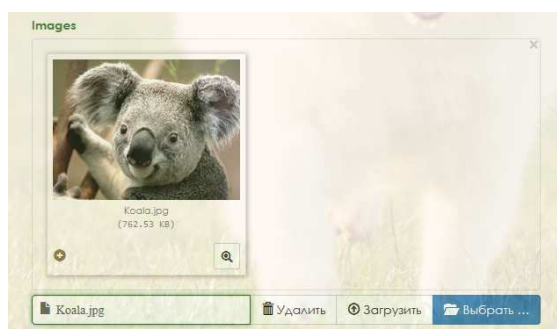 Images
×
Koala.jpg
(762.53 KB)
Koala.jpg
Удалить
Загрузить
Выбрать ...